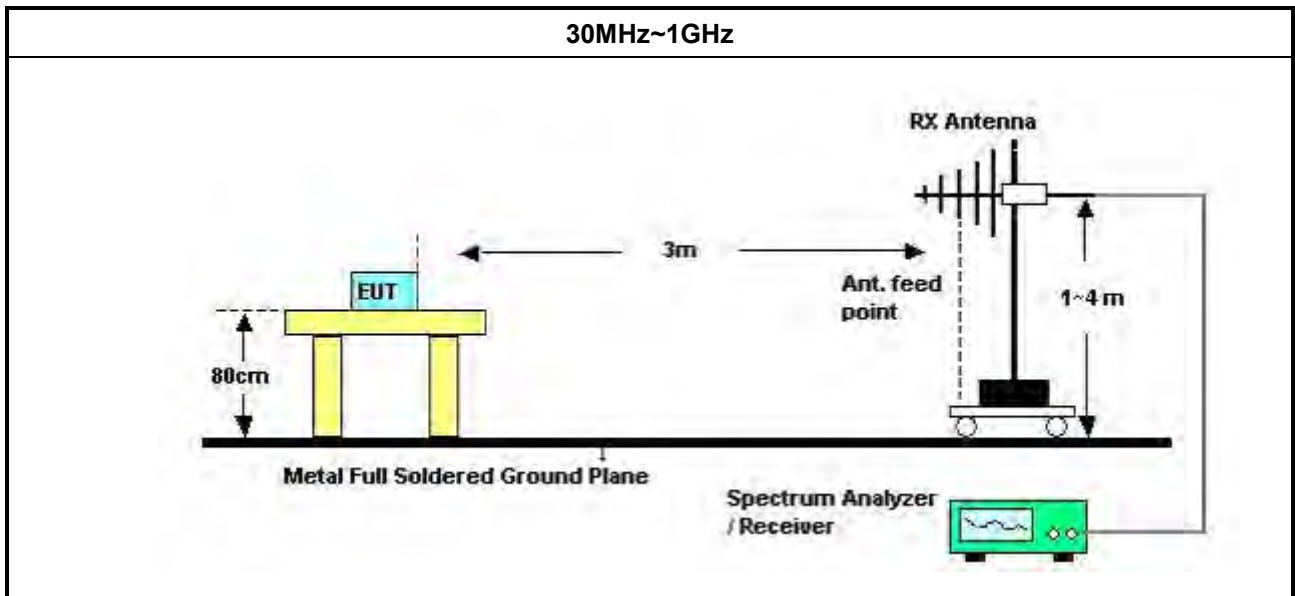 30MHz~1GHz
RX Antenna
3m
EUT
Ant. feed
point
1~4 m
80cm
Metal Full Soldered Ground Plane
Spectrum Analyzer
/ Receiver